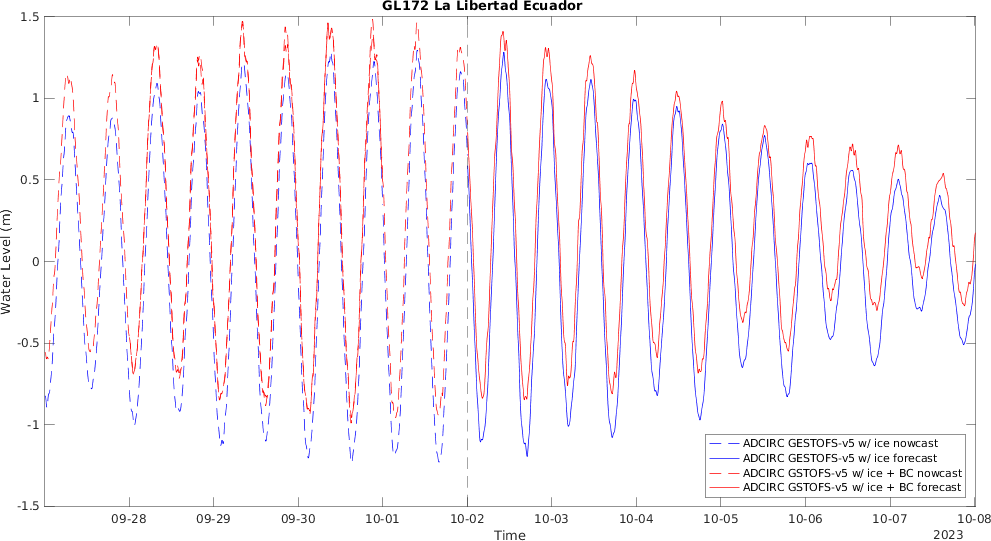 GL172 La Libertad Ecuador
1.5
1
0.5
0
-0.5
-1
-1.5
Water Level (m)
09-28 09-29 09-30 10-01 10-02 10-03 10-04 10-05 10-06 10-07 10-08
Time
2023
ADCIRC GESTOFS-v5 w/ ice nowcast
ADCIRC GESTOFS-v5 w/ ice forecast
ADCIRC GSTOFS-v5 w/ ice + BC nowcast
ADCIRC GSTOFS-v5 w/ ice + BC forecast